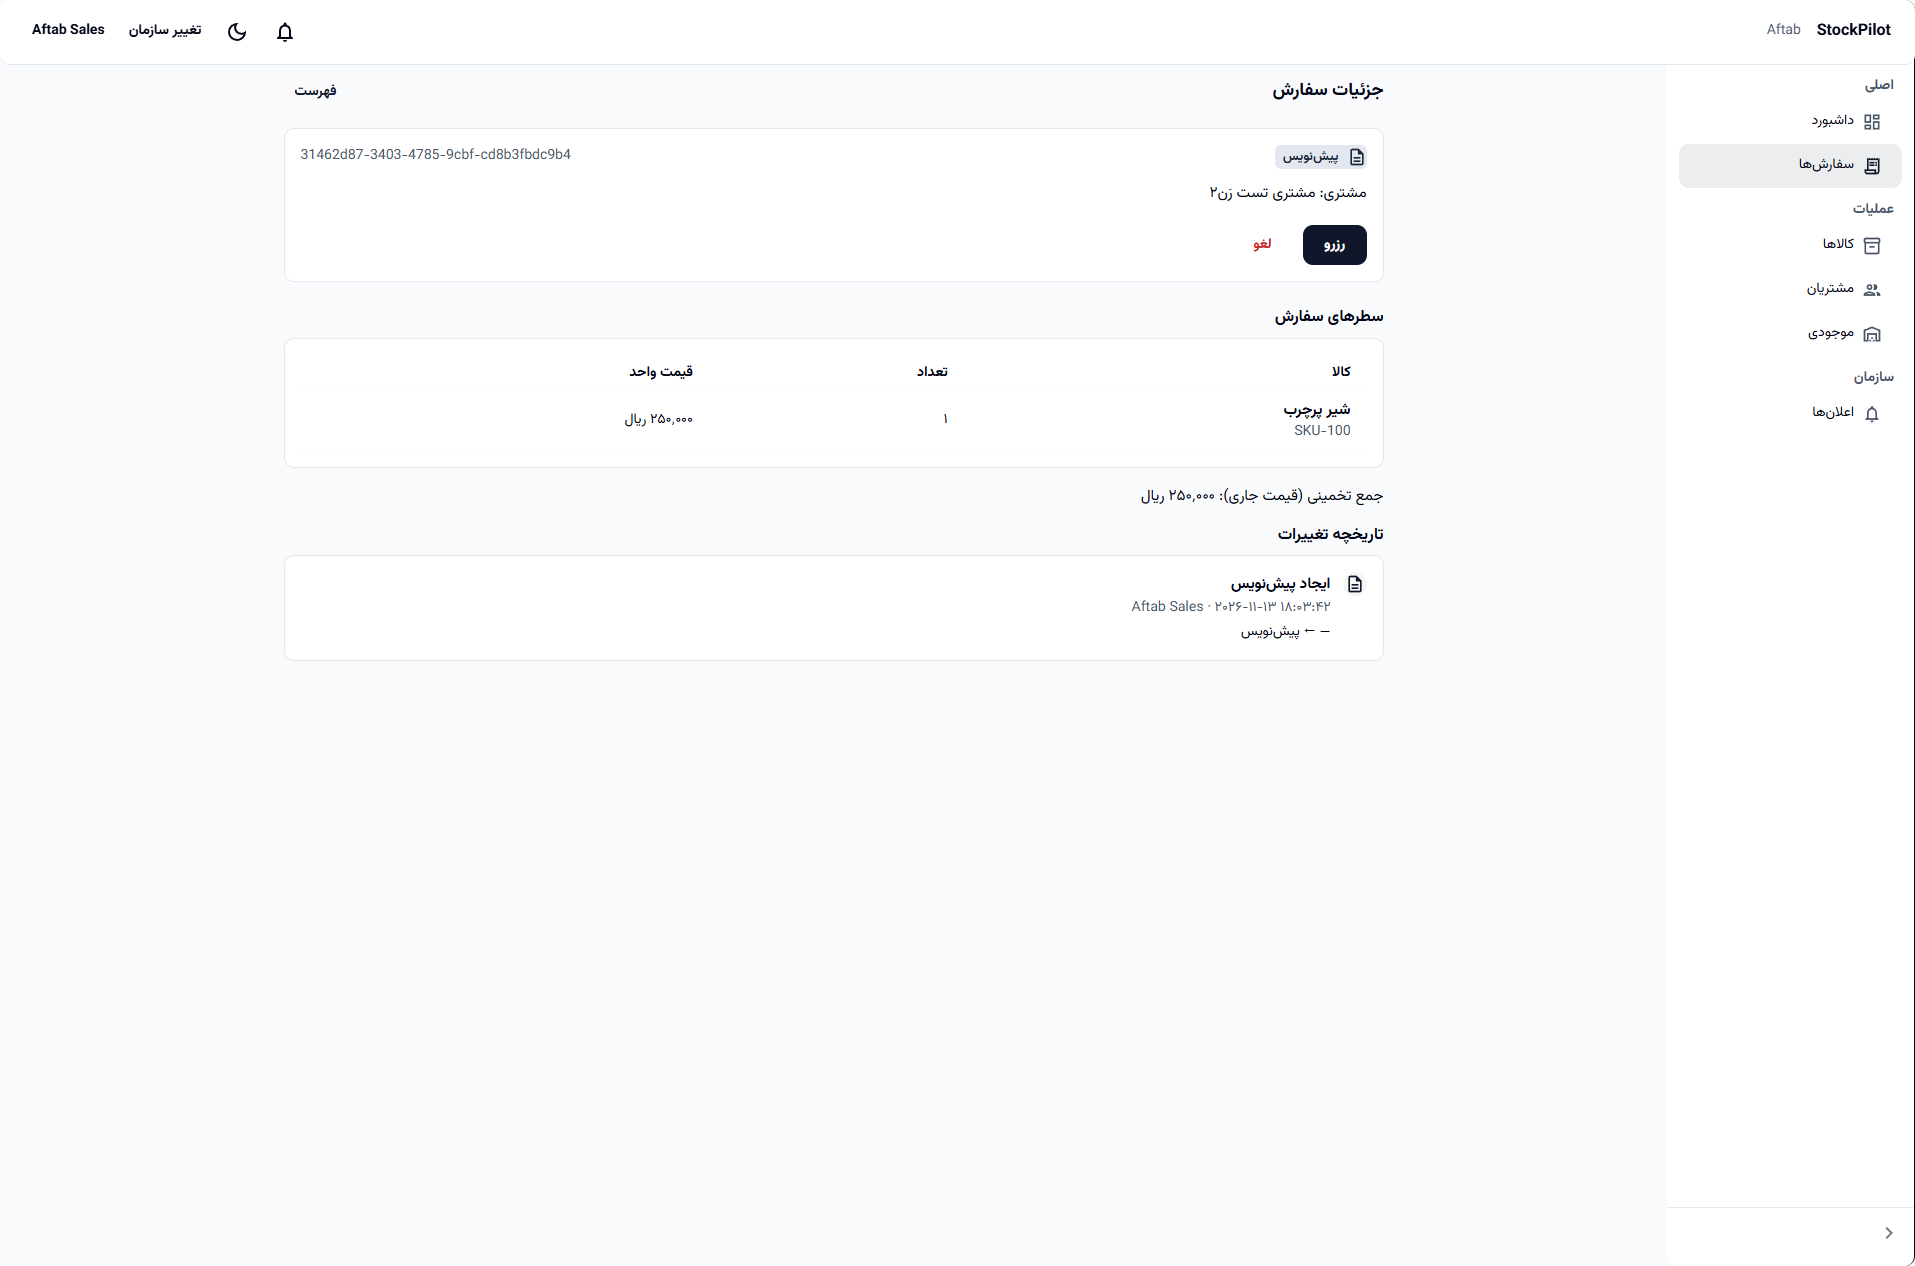 StockPilot
Aftab
تغییر سازمان
Aftab Sales
اصلی
داشبورد
سفارش‌ها
عملیات
کالاها
مشتریان
موجودی
سازمان
اعلان‌ها
جزئیات سفارش
فهرست
پیش‌نویس
31462d87-3403-4785-9cbf-cd8b3fbdc9b4
مشتری: مشتری تست رَن۲
رزرو
لغو
سطرهای سفارش
کالا تعداد قیمت واحد
شیر پرچرب
SKU-100
۱
۲۵۰,۰۰۰ ریال
جمع تخمینی (قیمت جاری): ۲۵۰,۰۰۰ ریال
تاریخچه تغییرات
ایجاد پیش‌نویس
۲۰۲۶-۱۱-۱۳ ۱۸:۰۳:۴۲ · Aftab Sales
— ← پیش‌نویس